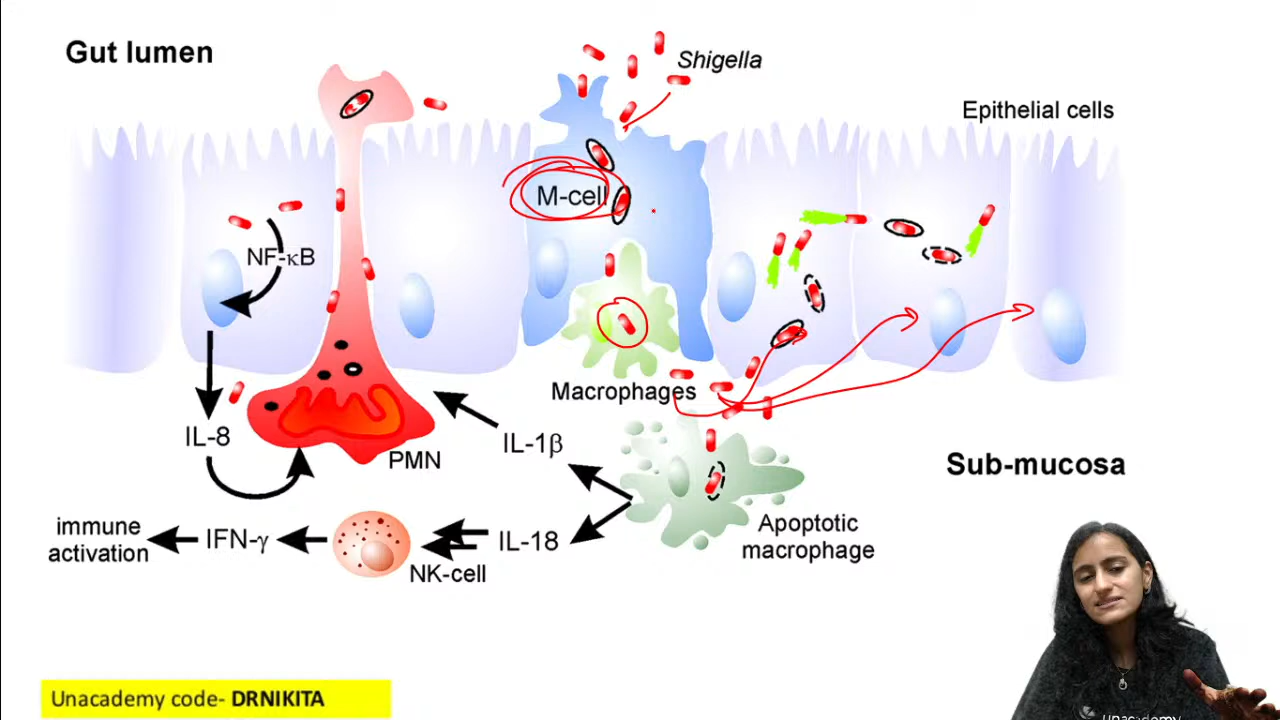 Gut lumen
Shigella
Epithelial cells
M-cell
NF-κB
Macrophages
IL-8
PMN
IL-1β
Sub-mucosa
immune
activation
IFN-γ
NK-cell
IL-18
Apoptotic
macrophage
Unacademy code- DRNIKITA
unacademy